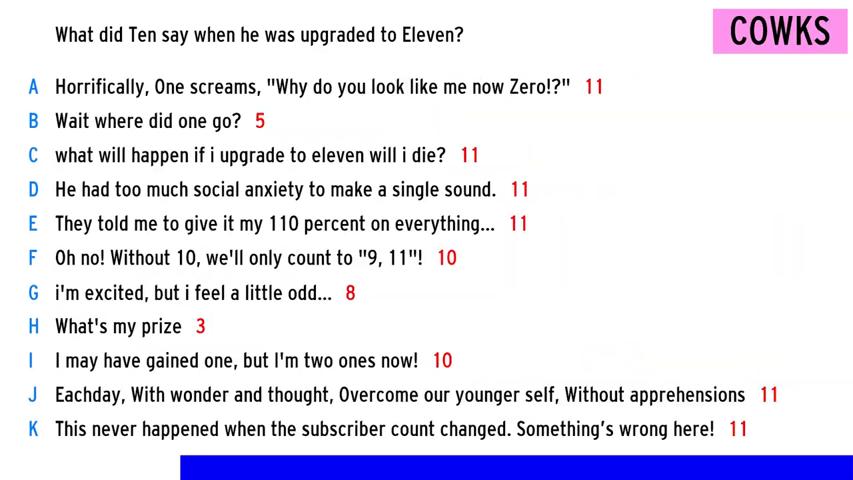 What did Ten say when he was upgraded to Eleven?
COWKS
A Horrifically, One screams, "Why do you look like me now Zero!?" 11
B Wait where did one go? 5
C what will happen if i upgrade to eleven will i die? 11
D He had too much social anxiety to make a single sound. 11
E They told me to give it my 110 percent on everything... 11
F Oh no! Without 10, we'll only count to "9, 11"! 10
G i'm excited, but i feel a little odd... 8
H What's my prize 3
I I may have gained one, but I'm two ones now! 10
J Eachday, With wonder and thought, Overcome our younger self, Without apprehensions 11
K This never happened when the subscriber count changed. Something’s wrong here! 11